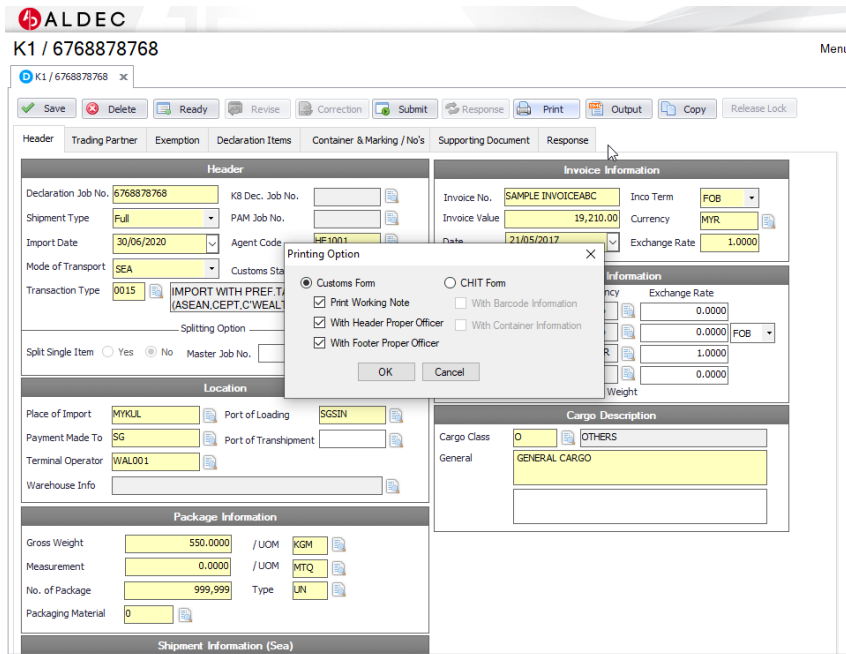 ALDEC
K1 / 6768878768
Menu
K1 / 6768878768 ×
Save Delete Ready Revise Correction Submit Response Print Output Copy Release Lock
Header Trading Partner Exemption Declaration Items Container & Marking / No's Supporting Document Response
Header
Declaration Job No. 6768878768 K8 Dec. Job No.
Shipment Type Full PAM Job No.
Import Date 30/06/2020 Agent Code HE1001
Mode of Transport SEA Customs Sta
Transaction Type 0015 IMPORT WITH PREF.TA
(ASEAN,CEPT,C'WEALT
Splitting Option
Split Single Item Yes No Master Job No.
Invoice Information
Invoice No. SAMPLE INVOICEABC Inco Term FOB
Invoice Value 19,210.00 Currency MYR
Date 21/05/2017 Exchange Rate 1.0000
Printing Option
Customs Form CHIT Form
Print Working Note With Barcode Information
With Header Proper Officer With Container Information
With Footer Proper Officer
OK Cancel
Information
ncy Exchange Rate
0.0000
0.0000 FOB
R 1.0000
0.0000
Weight
Location
Place of Import MYKUL Port of Loading SGSIN
Payment Made To SG Port of Transhipment
Terminal Operator WAL001
Warehouse Info
Cargo Description
Cargo Class O OTHERS
General GENERAL CARGO
Package Information
Gross Weight 550.0000 / UOM KGM
Measurement 0.0000 / UOM MTQ
No. of Package 999,999 Type UN
Packaging Material 0
Shipment Information (Sea)